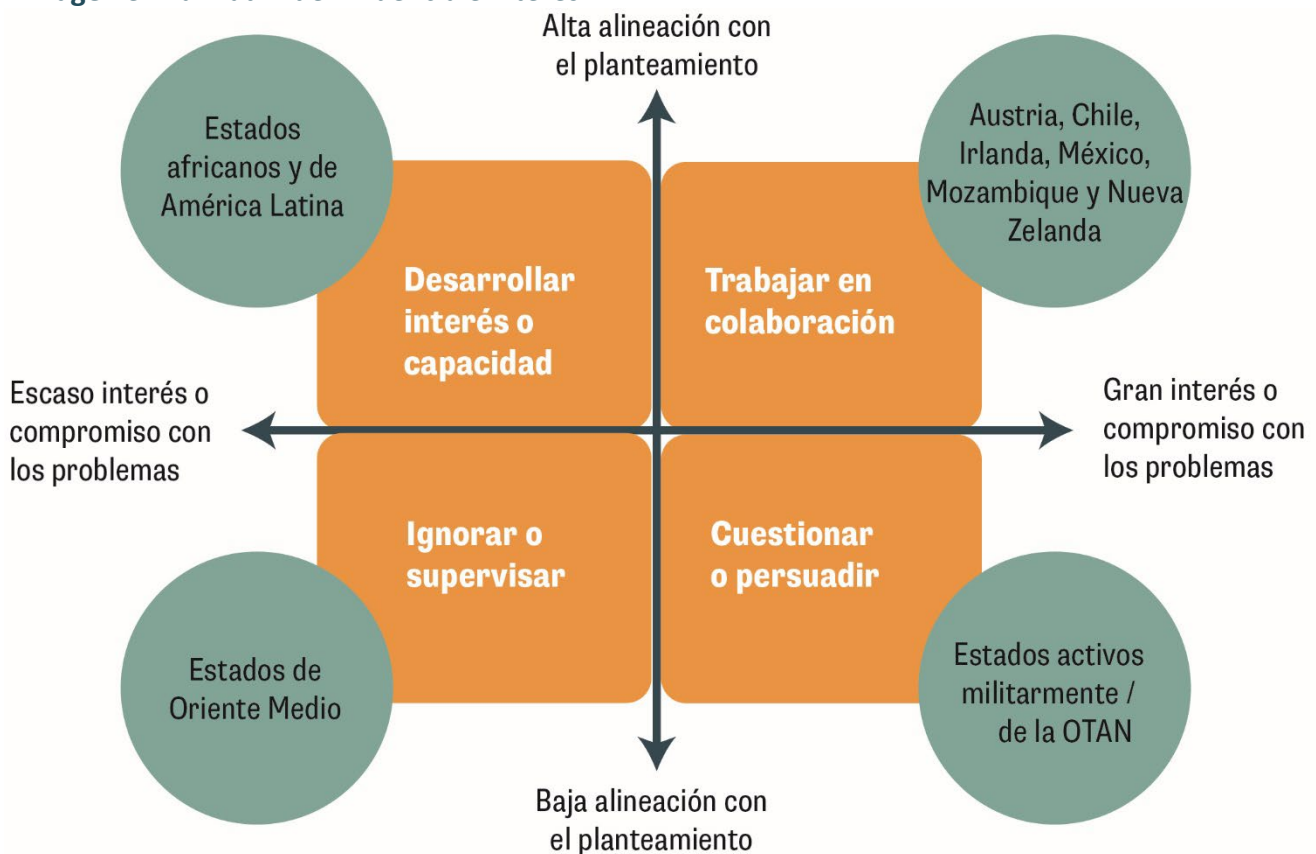 Alta alineación con
el planteamiento
Estados
africanos y de
América Latina
Austria, Chile,
Irlanda, México,
Mozambique y Nueva
Zelanda
Desarrollar
interés o
capacidad
Trabajar en
colaboración
Escaso interés o
compromiso con
los problemas
Gran interés o
compromiso con
los problemas
Ignorar o
supervisar
Cuestionar
o persuadir
Estados de
Oriente Medio
Estados activos
militarmente /
de la OTAN
Baja alineación con
el planteamiento